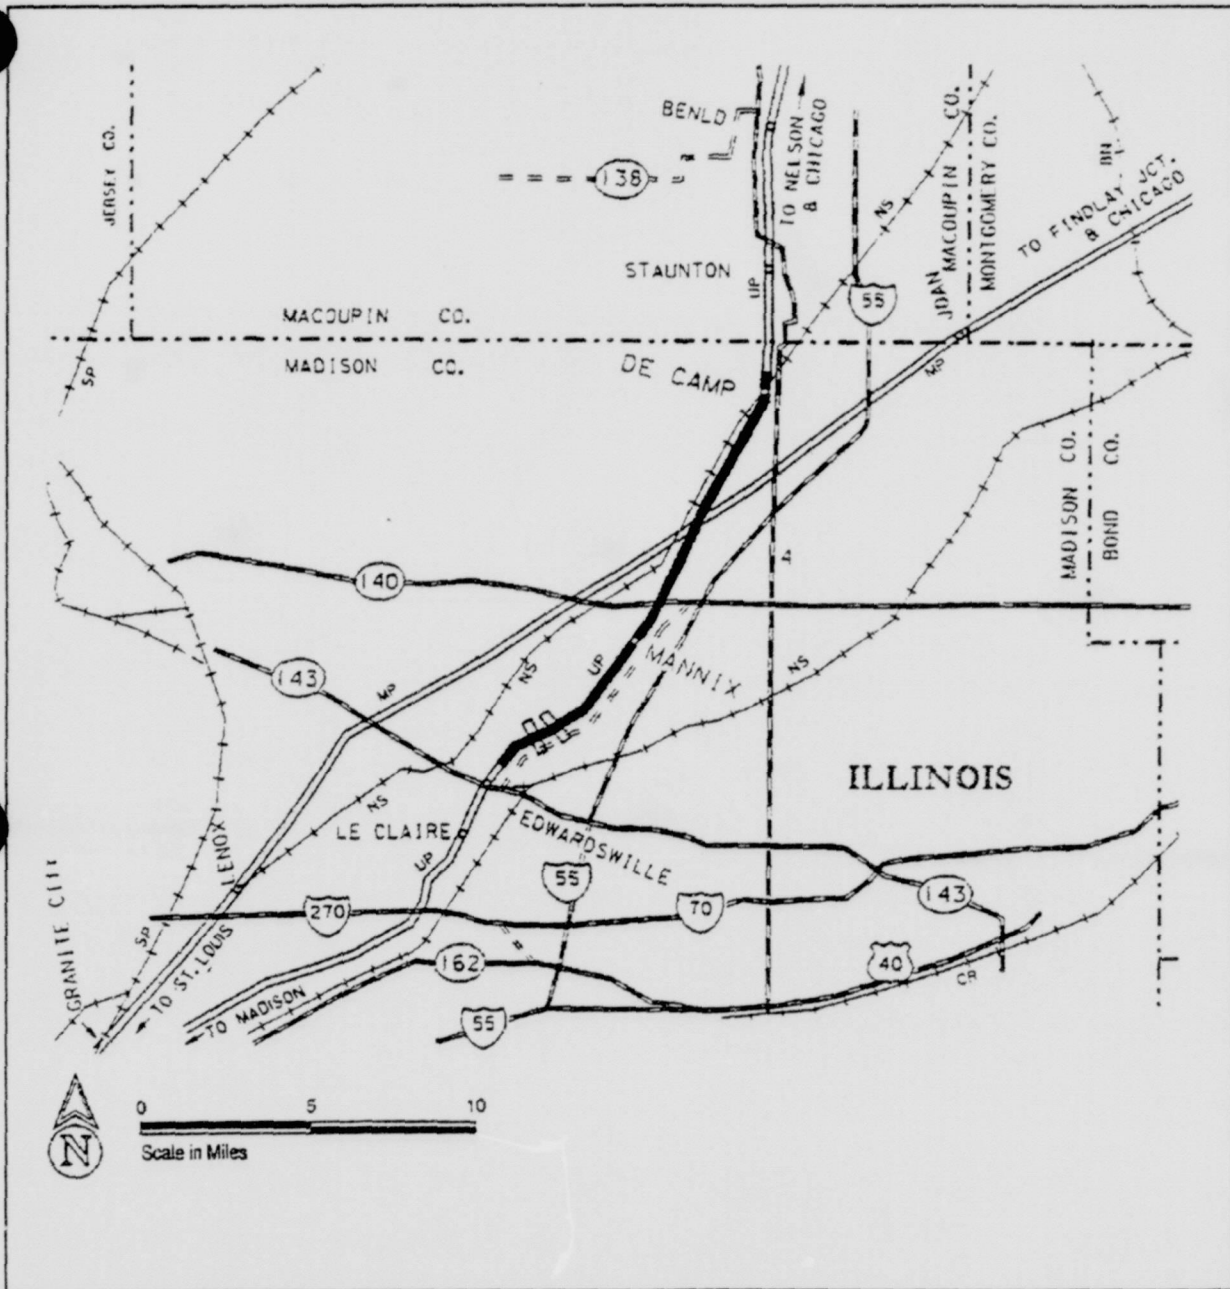 BENLD
138
JERSEY CO.
TO NELSON
& CHICAGO
NS
MACOUPIN CO.
MONTGOMERY CO.
BN
TO FINDLAY JCT.
& CHICAGO
STAUNTON
UP
55
JOAN
MACOUPIN CO.
MADISON CO.
SP
DE CAMP
MP
MADISON CO.
BOND CO.
140
4
143
MP
NS
UP
MANNIX
NS
ILLINOIS
NS
LE CLAIRE
EDWARDSWILLE
UP
LENOX
55
GRANITE CITY
270
70
143
SP
TO ST. LOUIS
162
40
CR
TO MADISON
55
N
0 5 10
Scale in Miles